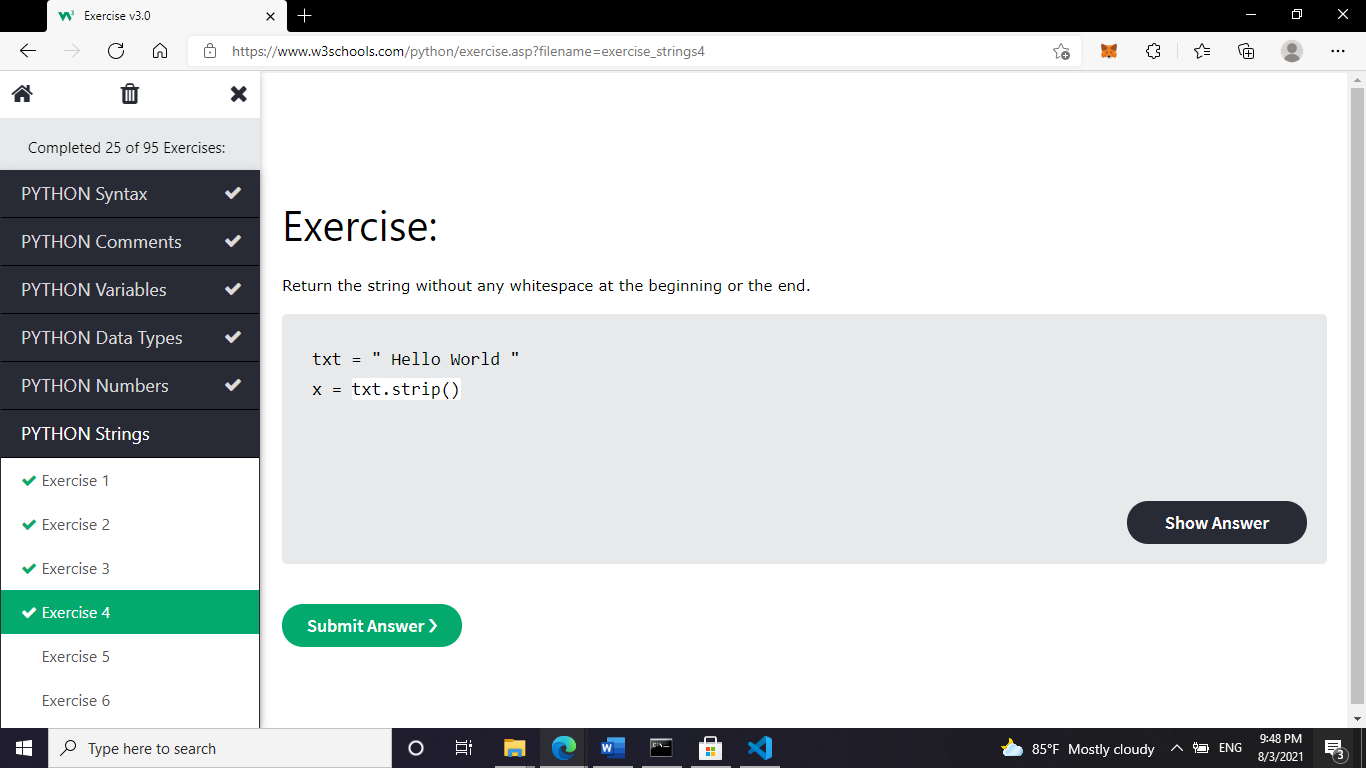 Exercise v3.0
https://www.w3schools.com/python/exercise.asp?filename=exercise_strings4
Completed 25 of 95 Exercises:
PYTHON Syntax
PYTHON Comments
PYTHON Variables
PYTHON Data Types
PYTHON Numbers
PYTHON Strings
Exercise 1
Exercise 2
Exercise 3
Exercise 4
Exercise 5
Exercise 6
Exercise:
Return the string without any whitespace at the beginning or the end.
txt = " Hello World "
x = txt.strip()
Show Answer
Submit Answer ❯
Type here to search
85°F Mostly cloudy
ENG
9:48 PM
8/3/2021
3